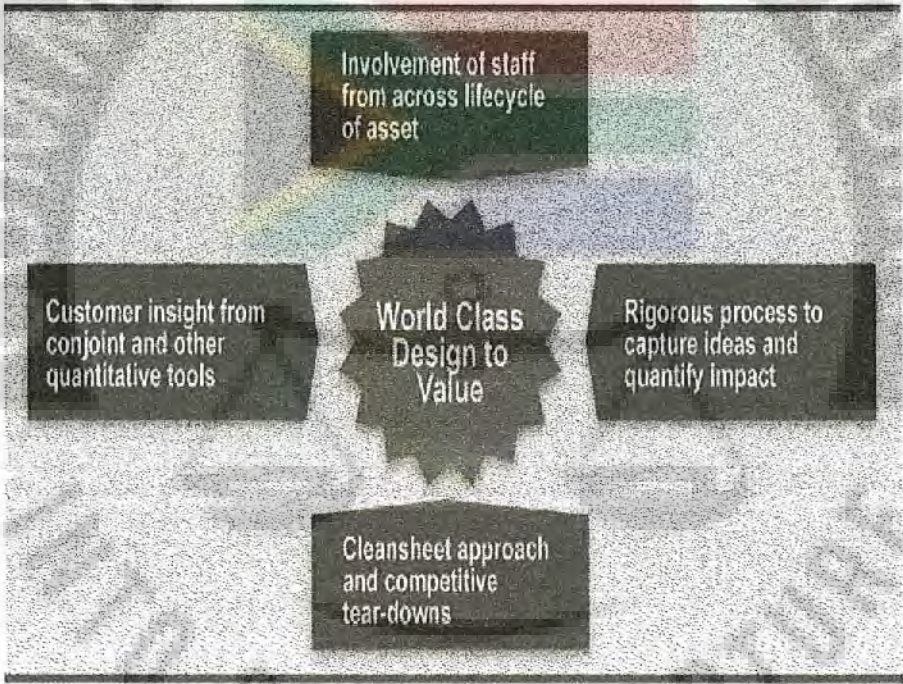 Involvement of staff
from across lifecycle
of asset
Customer insight from
conjoint and other
quantitative tools
World Class
Design to
Value
Rigorous process to
capture ideas and
quantify impact
Cleansheet approach
and competitive
tear-downs